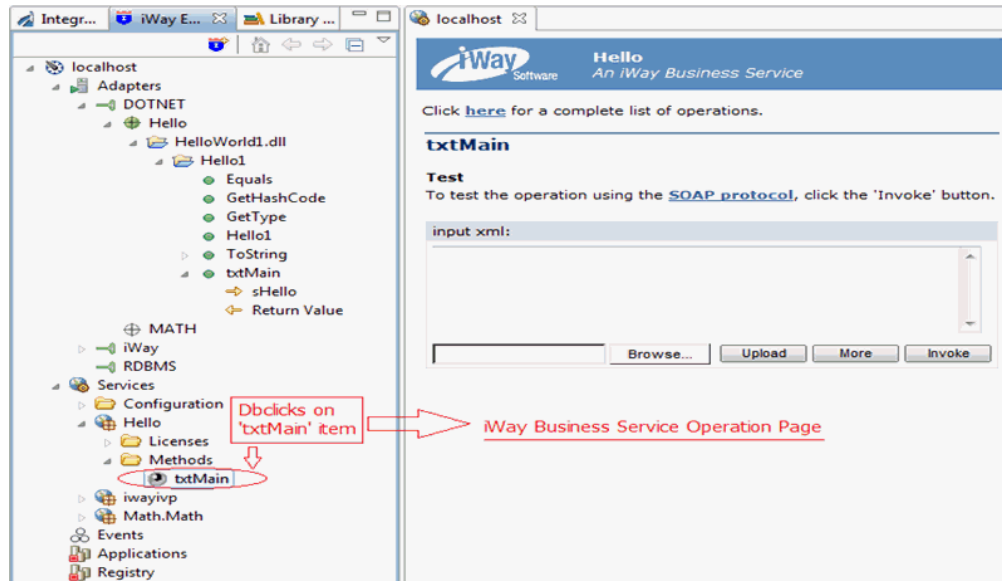 Integr...
iWay E...
Library ...
localhost
Adapters
DOTNET
Hello
HelloWorld1.dll
Hello1
Equals
GetHashCode
GetType
Hello1
ToString
txtMain
sHello
Return Value
MATH
iWay
RDBMS
Services
Configuration
Hello
Licenses
Methods
txtMain
iwayivp
Math.Math
Events
Applications
Registry
Dbclicks on
'txtMain' item
localhost
iWay
Software
Hello
An iWay Business Service
Click here for a complete list of operations.
txtMain
Test
To test the operation using the SOAP protocol, click the 'Invoke' button.
input xml:
Browse... Upload More Invoke
iWay Business Service Operation Page